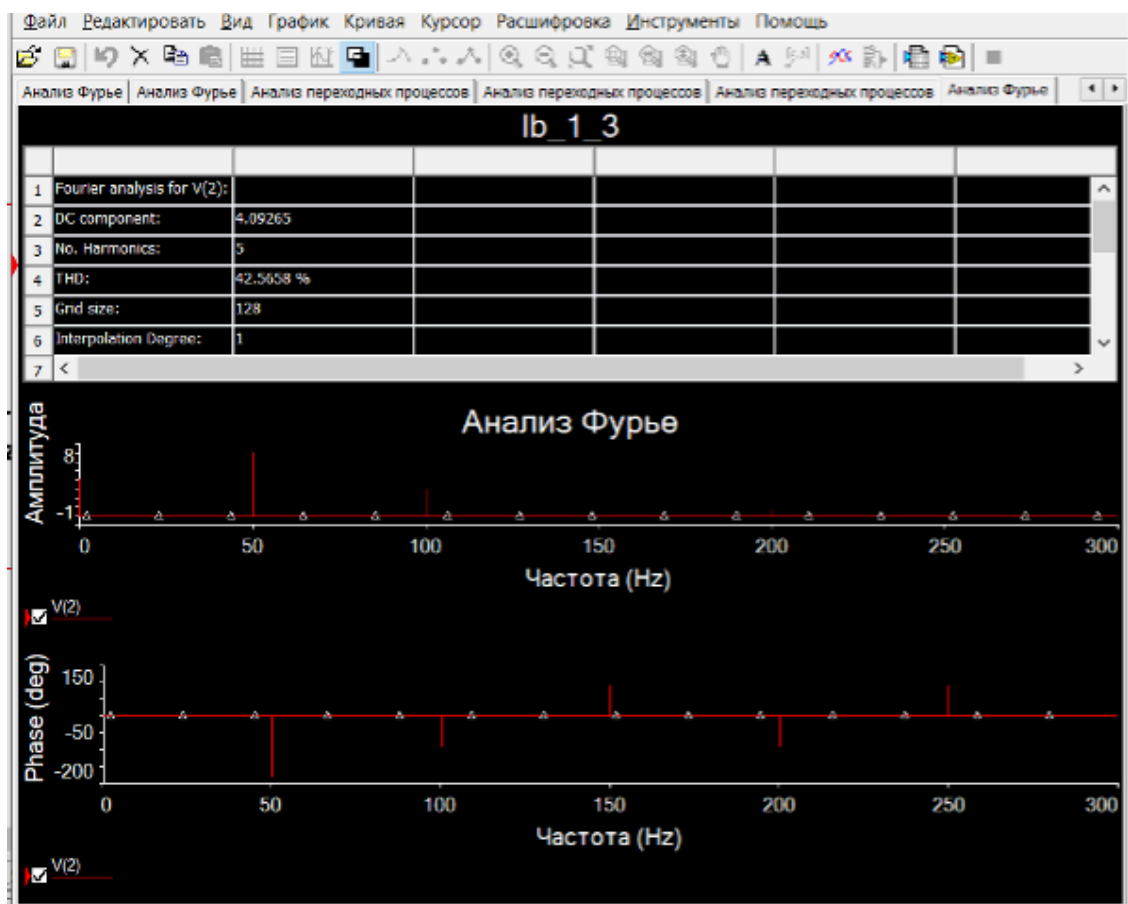 Файл Редактировать Вид График Кривая Курсор Расшифровка Инструменты Помощь
Анализ Фурье Анализ Фурье Анализ переходных процессов Анализ переходных процессов Анализ переходных процессов Анализ Фурье
lb_1_3
1 Fourier analysis for V(2):
2 DC component: 4.09265
3 No. Harmonics: 5
4 THD: 42.5658 %
5 Grid size: 128
6 Interpolation Degree: 1
7
Анализ Фурье
Амплитуда
8
-1
0 50 100 150 200 250 300
Частота (Hz)
V(2)
Phase (deg)
150
-50
-200
0 50 100 150 200 250 300
Частота (Hz)
V(2)